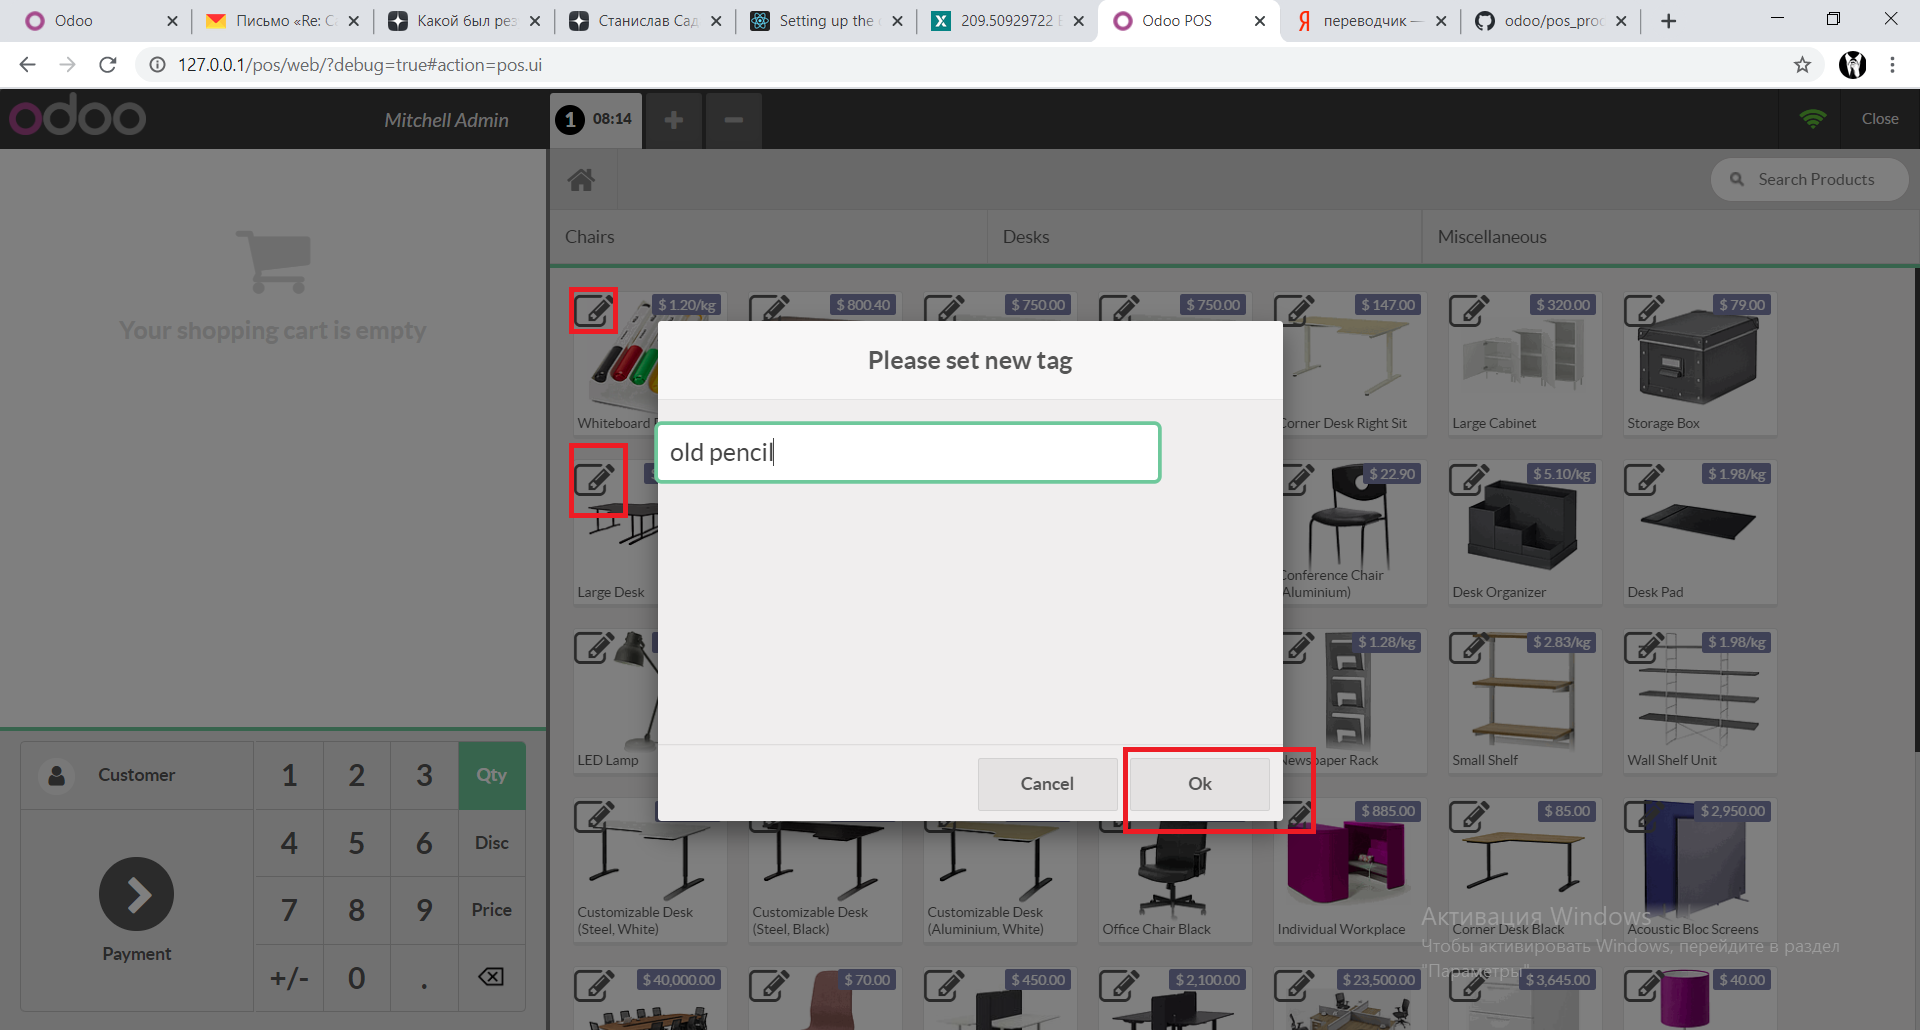 Odoo
Письмо «Re: С
Какой был рез
Станислав Сад
Setting up the
209.50929722
Odoo POS
переводчик —
odoo/pos_prod
127.0.0.1/pos/web/?debug=true#action=pos.ui
odoo
Mitchell Admin
1 08:14
Close
Search Products
Chairs
Desks
Miscellaneous
Your shopping cart is empty
$ 1.20/kg
$ 800.40
$ 750.00
$ 750.00
$ 147.00
$ 320.00
$ 79.00
Whiteboard
Corner Desk Right Sit
Large Cabinet
Storage Box
Please set new tag
old pencil
$ 22.90
$ 5.10/kg
$ 1.98/kg
Large Desk
Conference Chair
(Aluminium)
Desk Organizer
Desk Pad
$ 1.28/kg
$ 2.83/kg
$ 1.98/kg
LED Lamp
Newspaper Rack
Small Shelf
Wall Shelf Unit
Cancel
Ok
Customer
1
2
3
Qty
4
5
6
Disc
7
8
9
Price
+/-
0
.
Payment
$ 885.00
$ 85.00
$ 2,950.00
Customizable Desk
(Steel, White)
Customizable Desk
(Steel, Black)
Customizable Desk
(Aluminium, White)
Office Chair Black
Individual Workplace
Corner Desk Black
Acoustic Bloc Screens
Активация Windows
Чтобы активировать Windows, перейдите в раздел
"Параметры".
$ 40,000.00
$ 70.00
$ 450.00
$ 2,100.00
$ 23,500.00
$ 3,645.00
$ 40.00